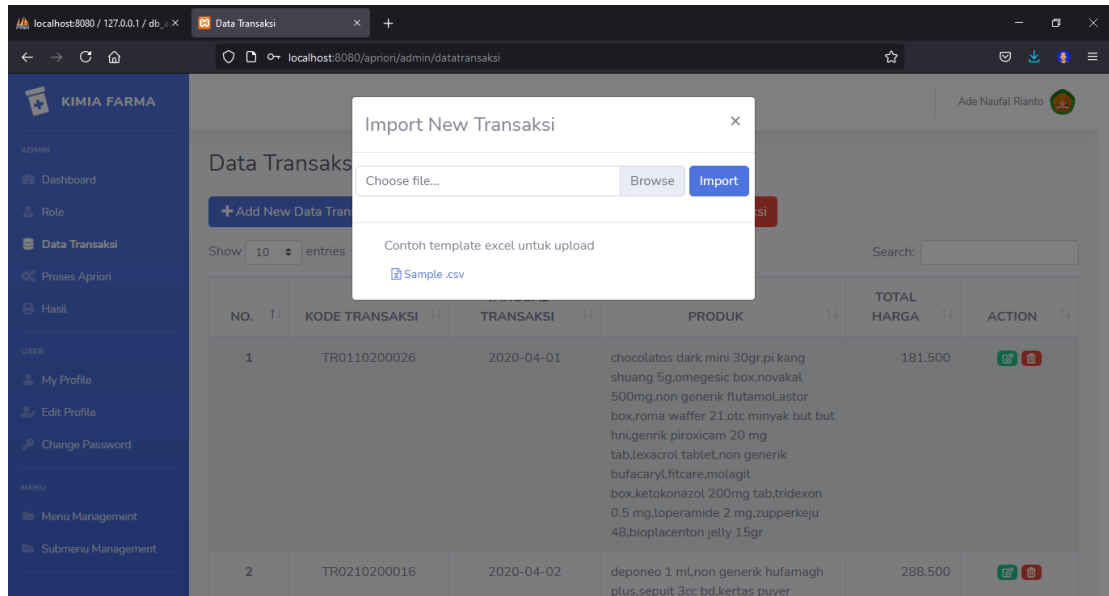 localhost:8080 / 127.0.0.1 / db_a
Data Transaksi
localhost:8080/apriori/admin/datatransaksi
KIMIA FARMA
Ade Naufal Rianto
ADMIN
Dashboard
Role
Data Transaksi
Proses Apriori
Hasil
USER
My Profile
Edit Profile
Change Password
MENU
Menu Management
Submenu Management
Import New Transaksi
×
Choose file...
Browse
Import
Contoh template excel untuk upload
Sample .csv
Data Transaks
Add New Data Tran
si
Show 10 entries
Search:
NO.
KODE TRANSAKSI
TRANSAKSI
PRODUK
TOTAL
HARGA
ACTION
1
TR0110200026
2020-04-01
chocolatos dark mini 30gr,pi kang
shuang 5g,omegesic box,novakal
500mg,non generik flutamol,astor
box,roma waffer 21,otc minyak but but
hni,genrik piroxicam 20 mg
tab,lexacrol tablet,non generik
bufacaryl,fitcare,molagit
box,ketokonazol 200mg tab,tridexon
0.5 mg,loperamide 2 mg,zupperkeju
48,bioplacenton jelly 15gr
181.500
2
TR0210200016
2020-04-02
deponeo 1 ml,non generik hufamagh
plus,sepuit 3cc bd,kertas puyer
288.500